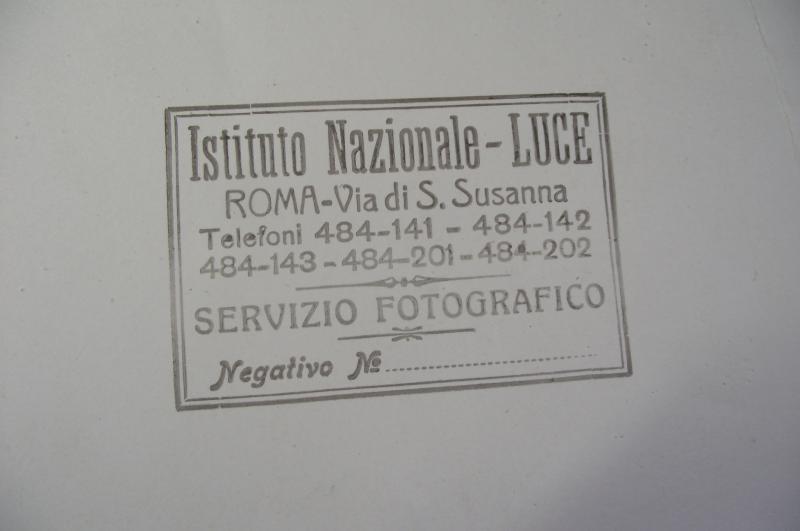 Istituto Nazionale - LUCE
ROMA - Via di S. Susanna
Telefoni 484-141 - 484-142
484-143 - 484-201 - 484-202
SERVIZIO FOTOGRAFICO
Negativo №